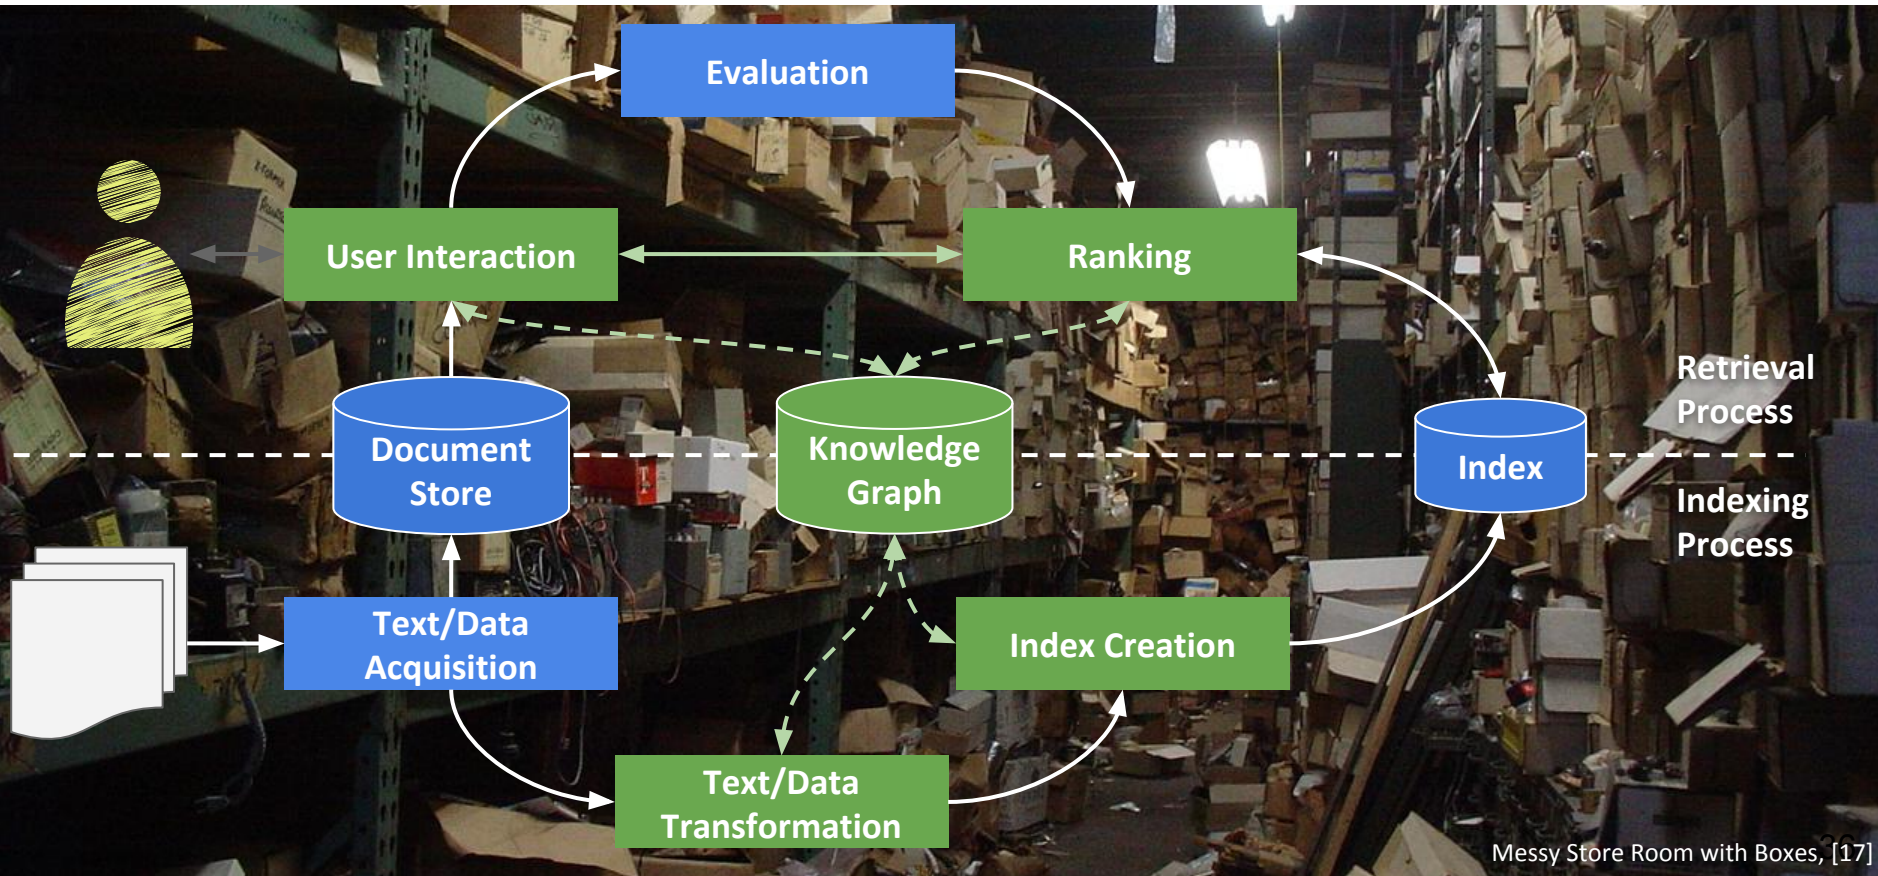 Evaluation
User Interaction
Ranking
Retrieval
Process
Document
Store
Knowledge
Graph
Index
Indexing
Process
Text/Data
Acquisition
Index Creation
Text/Data
Transformation
Messy Store Room with Boxes, [17]